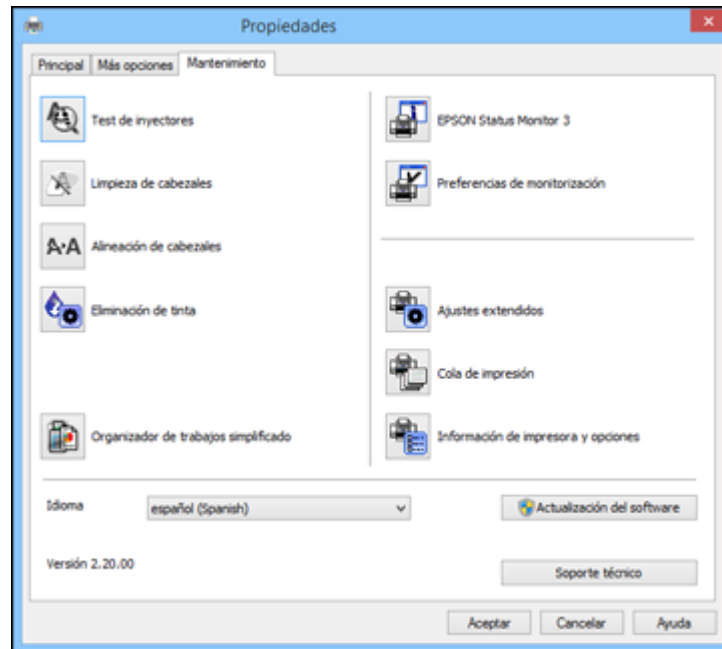 Propiedades
Principal
Más opciones
Mantenimiento
Test de inyectores
Limpieza de cabezales
A·A
Alineación de cabezales
Eliminación de tinta
Organizador de trabajos simplificado
EPSON Status Monitor 3
Preferencias de monitorización
Ajustes extendidos
Cola de impresión
Información de impresora y opciones
Idioma
español (Spanish)
Actualización del software
Versión 2.20.00
Soporte técnico
Aceptar
Cancelar
Ayuda